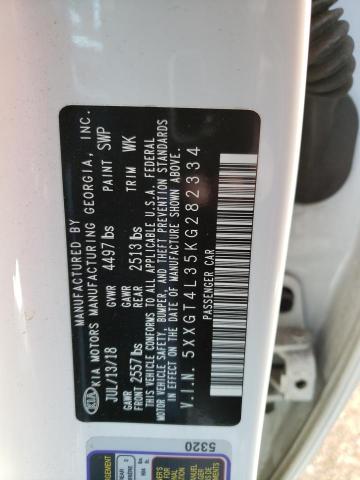 MANUFACTURED BY
KIA MOTORS MANUFACTURING GEORGIA, INC.
KIA
JUL/13/18
GVWR 4497 lbs
PAINT SWP
GAWR FRONT 2557 lbs
GAWR REAR 2513 lbs
TRIM WK
THIS VEHICLE CONFORMS TO ALL APPLICABLE U.S.A. FEDERAL
MOTOR VEHICLE SAFETY, BUMPER, AND THEFT PREVENTION STANDARDS
IN EFFECT ON THE DATE OF MANUFACTURE SHOWN ABOVE.
V.I.N. 5XXGT4L35KG282334
PASSENGER CAR
5320
MANUEL